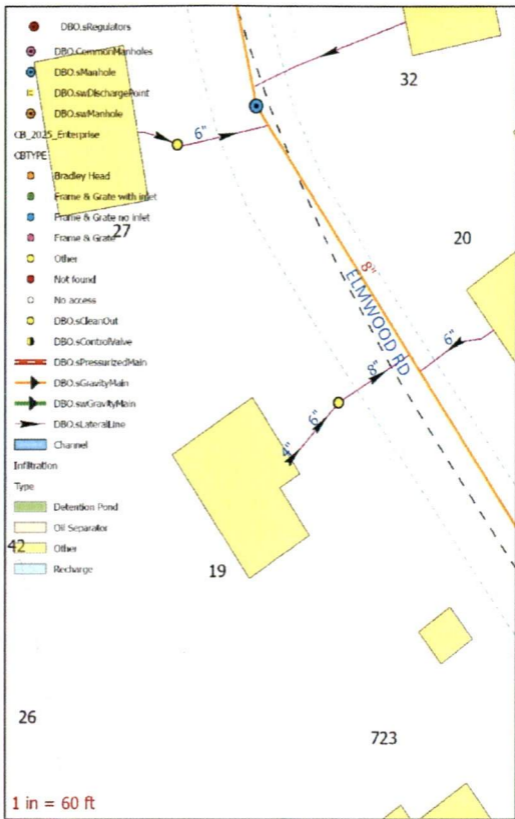 DBO.sRegulators
DBO.CommonManholes
DBO.sManhole
DBO.swDischargePoint
DBO.swManhole
CB_2025_Enterprise
CBTYPE
Bradley Head
Frame & Grate with inlet
Frame & Grate no inlet
Frame & Grate
Other
Not found
No access
DBO.sCleanOut
DBO.sControlValve
DBO.sPressurizedMain
DBO.sGravityMain
DBO.swGravityMain
DBO.sLateralLine
Channel
Infiltration
Type
Detention Pond
Oil Separator
Other
Recharge
32
6"
27
20
8"
ELMWOOD RD
6"
8"
6"
4"
42
19
26
723
1 in = 60 ft